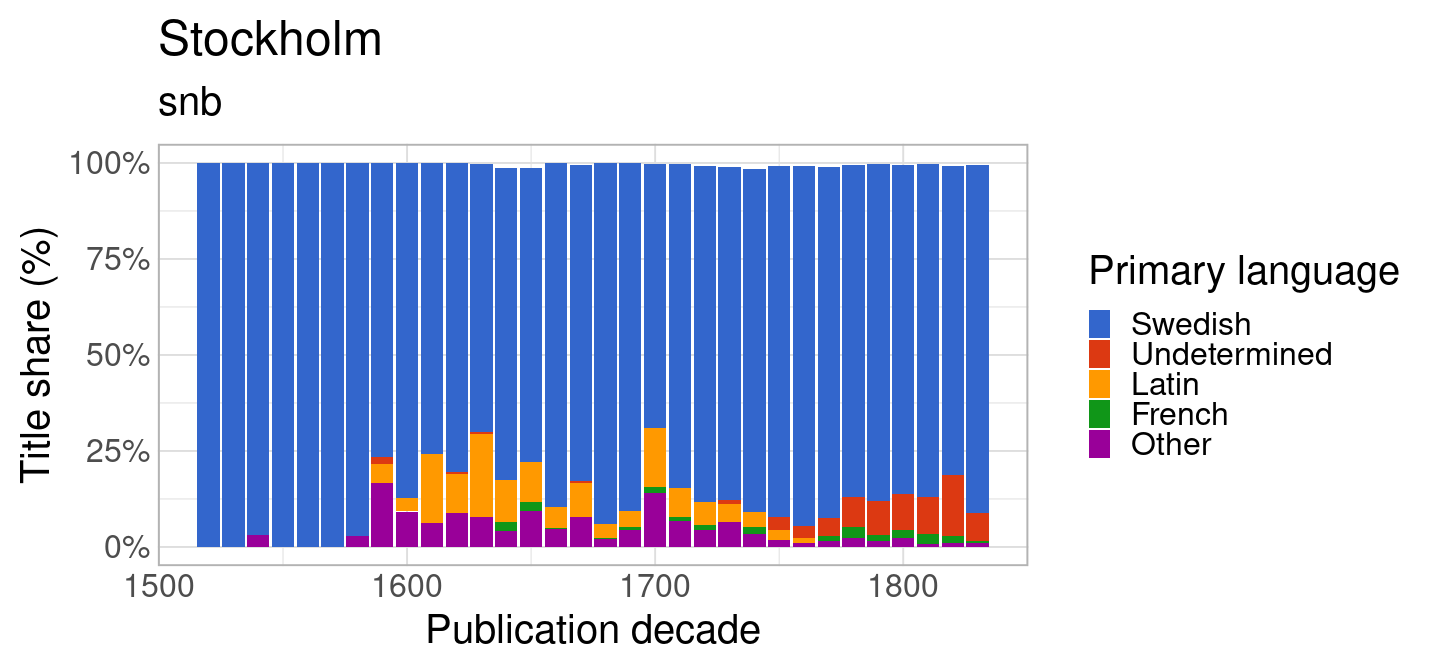 Stockholm
snb
100%
75%
50%
25%
0%
Title share (%)
1500 1600 1700 1800
Publication decade
Primary language
Swedish
Undetermined
Latin
French
Other